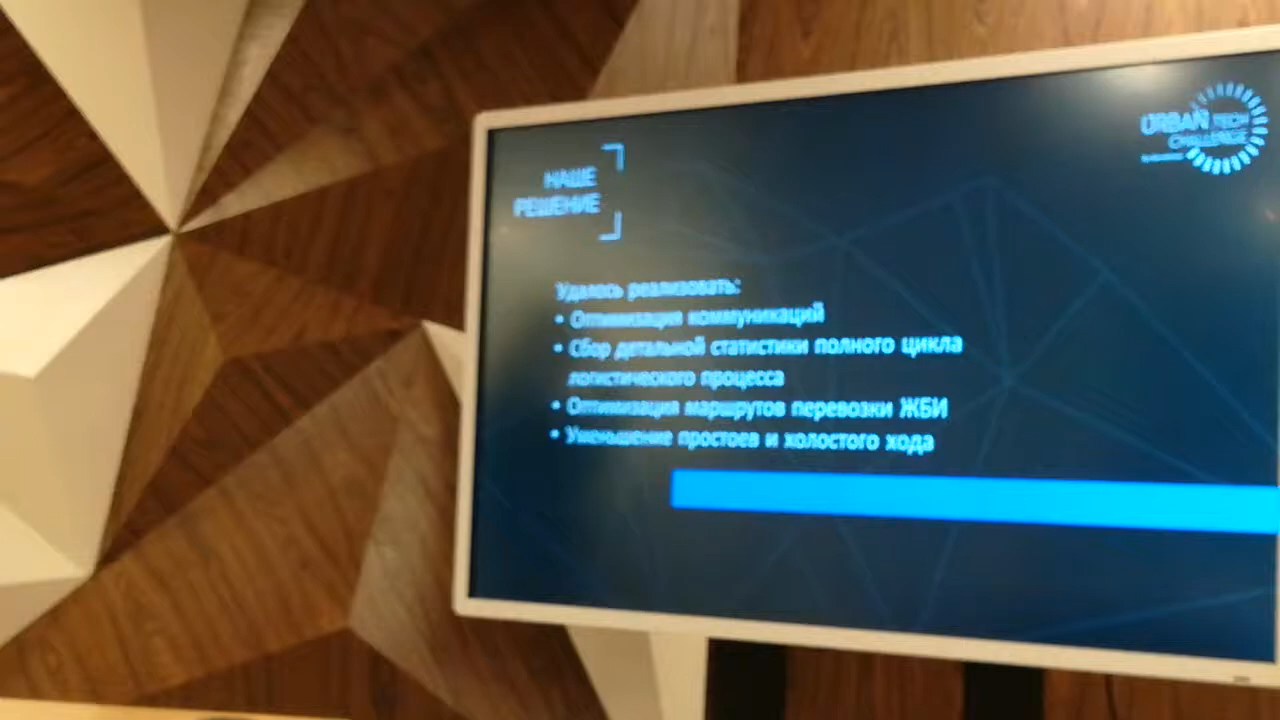 НАШЕ
РЕШЕНИЕ
URBAN TECH
CHALLENGE
Удалось реализовать:
• Оптимизация коммуникаций
• Сбор детальной статистики полного цикла
логистического процесса
• Оптимизация маршрутов перевозки ЖБИ
• Уменьшение простоев и холостого хода